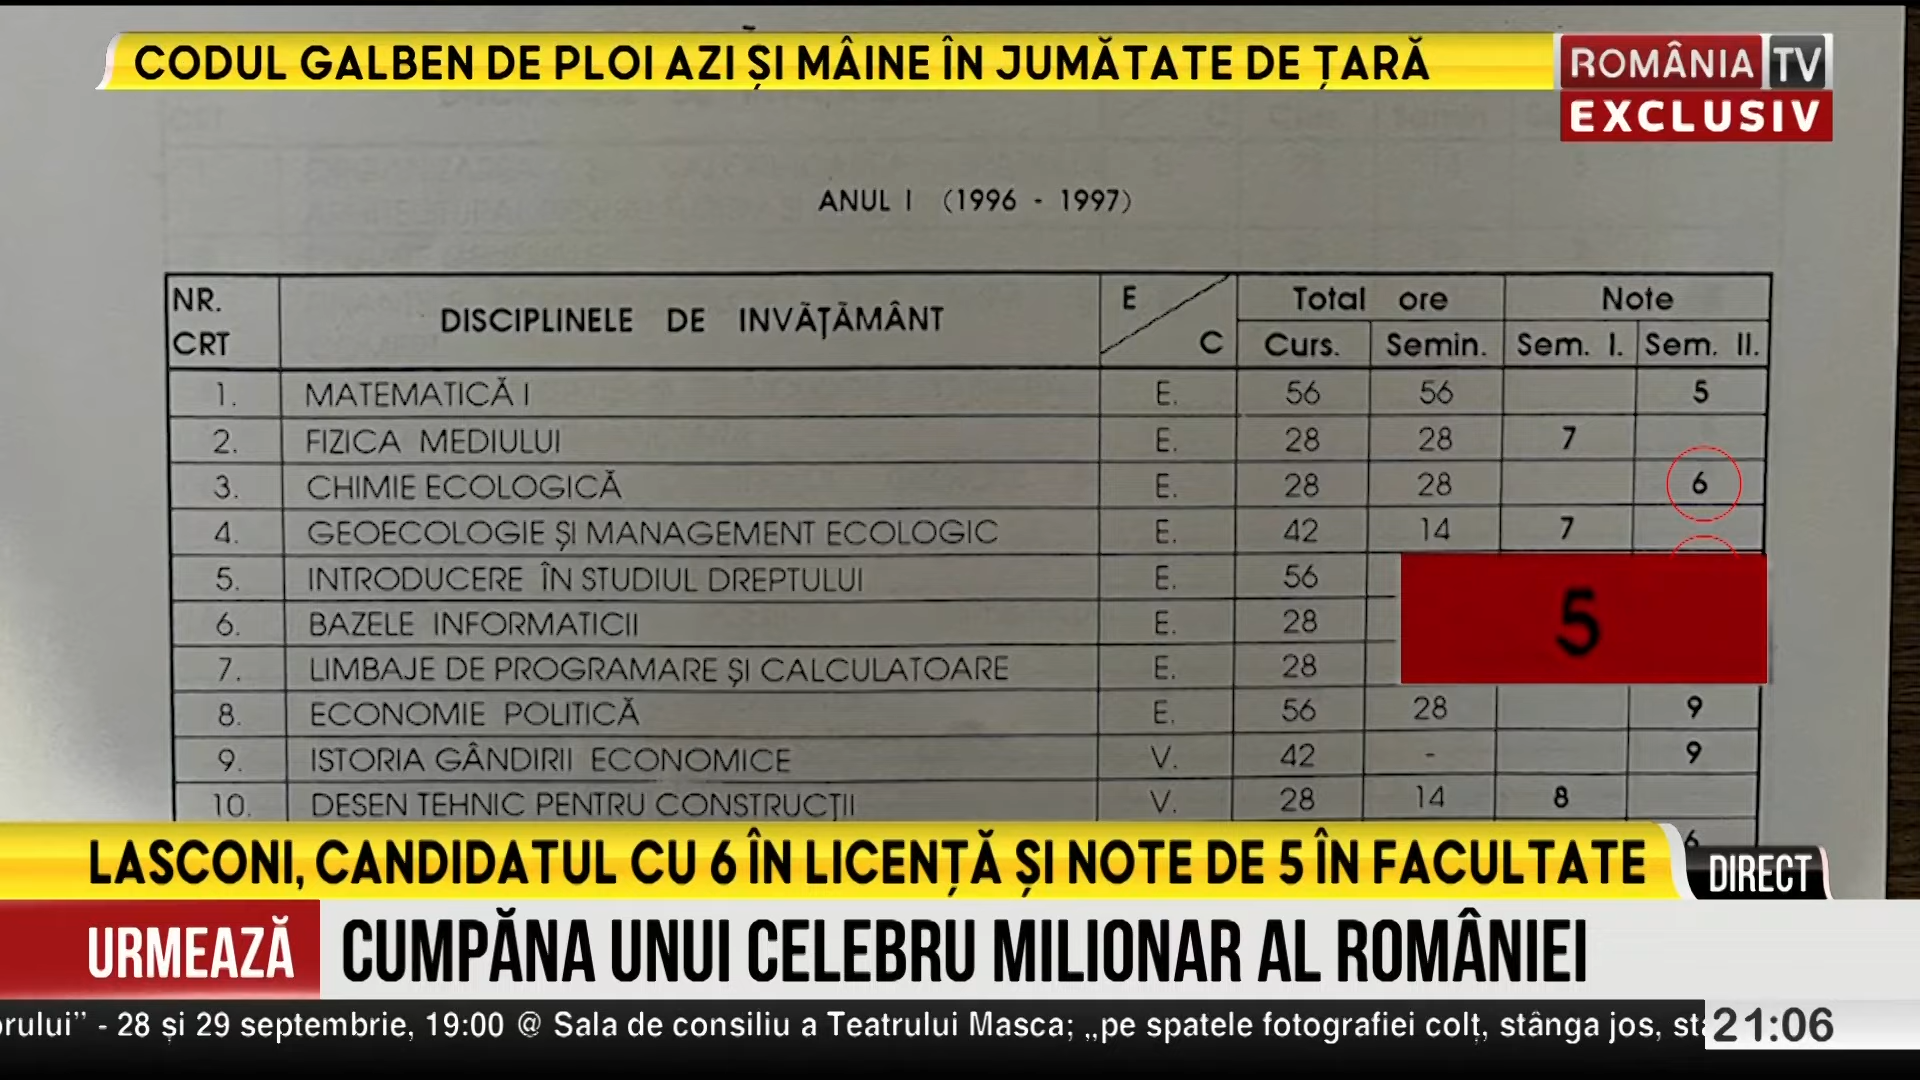 CODUL GALBEN DE PLOI AZI ȘI MÂINE ÎN JUMĂTATE DE ȚARĂ
ROMÂNIA TV
EXCLUSIV
ANUL I (1996 - 1997)
NR. CRT DISCIPLINELE DE INVĂŢĂMÂNT E C Total ore Note
Curs. Semin. Sem. I. Sem. II.
1. MATEMATICĂ I E. 56 56 5
2. FIZICA MEDIULUI E. 28 28 7
3. CHIMIE ECOLOGICĂ E. 28 28 6
4. GEOECOLOGIE ŞI MANAGEMENT ECOLOGIC E. 42 14 7
5. INTRODUCERE ÎN STUDIUL DREPTULUI E. 56
6. BAZELE INFORMATICII E. 28
5
7. LIMBAJE DE PROGRAMARE ŞI CALCULATOARE E. 28
8. ECONOMIE POLITICĂ E. 56 28 9
9. ISTORIA GÂNDIRII ECONOMICE V. 42 - 9
10. DESEN TEHNIC PENTRU CONSTRUCŢII V. 28 14 8
LASCONI, CANDIDATUL CU 6 ÎN LICENȚĂ ȘI NOTE DE 5 ÎN FACULTATE
DIRECT
URMEAZĂ CUMPĂNA UNUI CELEBRU MILIONAR AL ROMÂNIEI
" - 28 și 29 septembrie, 19:00 @ Sala de consiliu a Teatrului Masca; „pe spatele fotografiei colț, stânga jos,
21:06